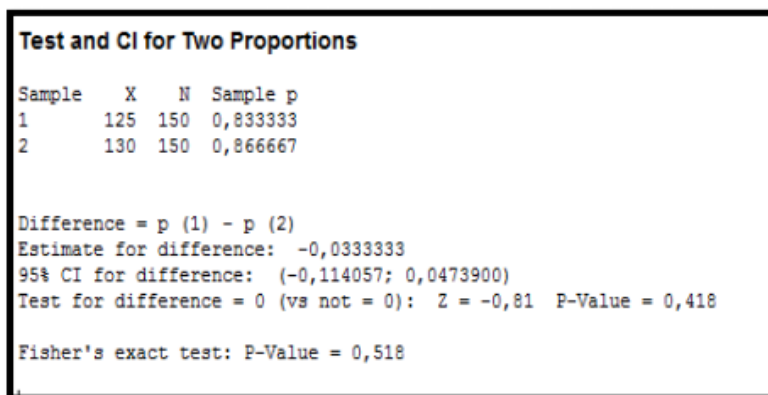 Test and CI for Two Proportions
Sample X N Sample p
1 125 150 0,833333
2 130 150 0,866667
Difference = p (1) - p (2)
Estimate for difference: -0,0333333
95% CI for difference: (-0,114057; 0,0473900)
Test for difference = 0 (vs not = 0): Z = -0,81 P-Value = 0,418
Fisher's exact test: P-Value = 0,518